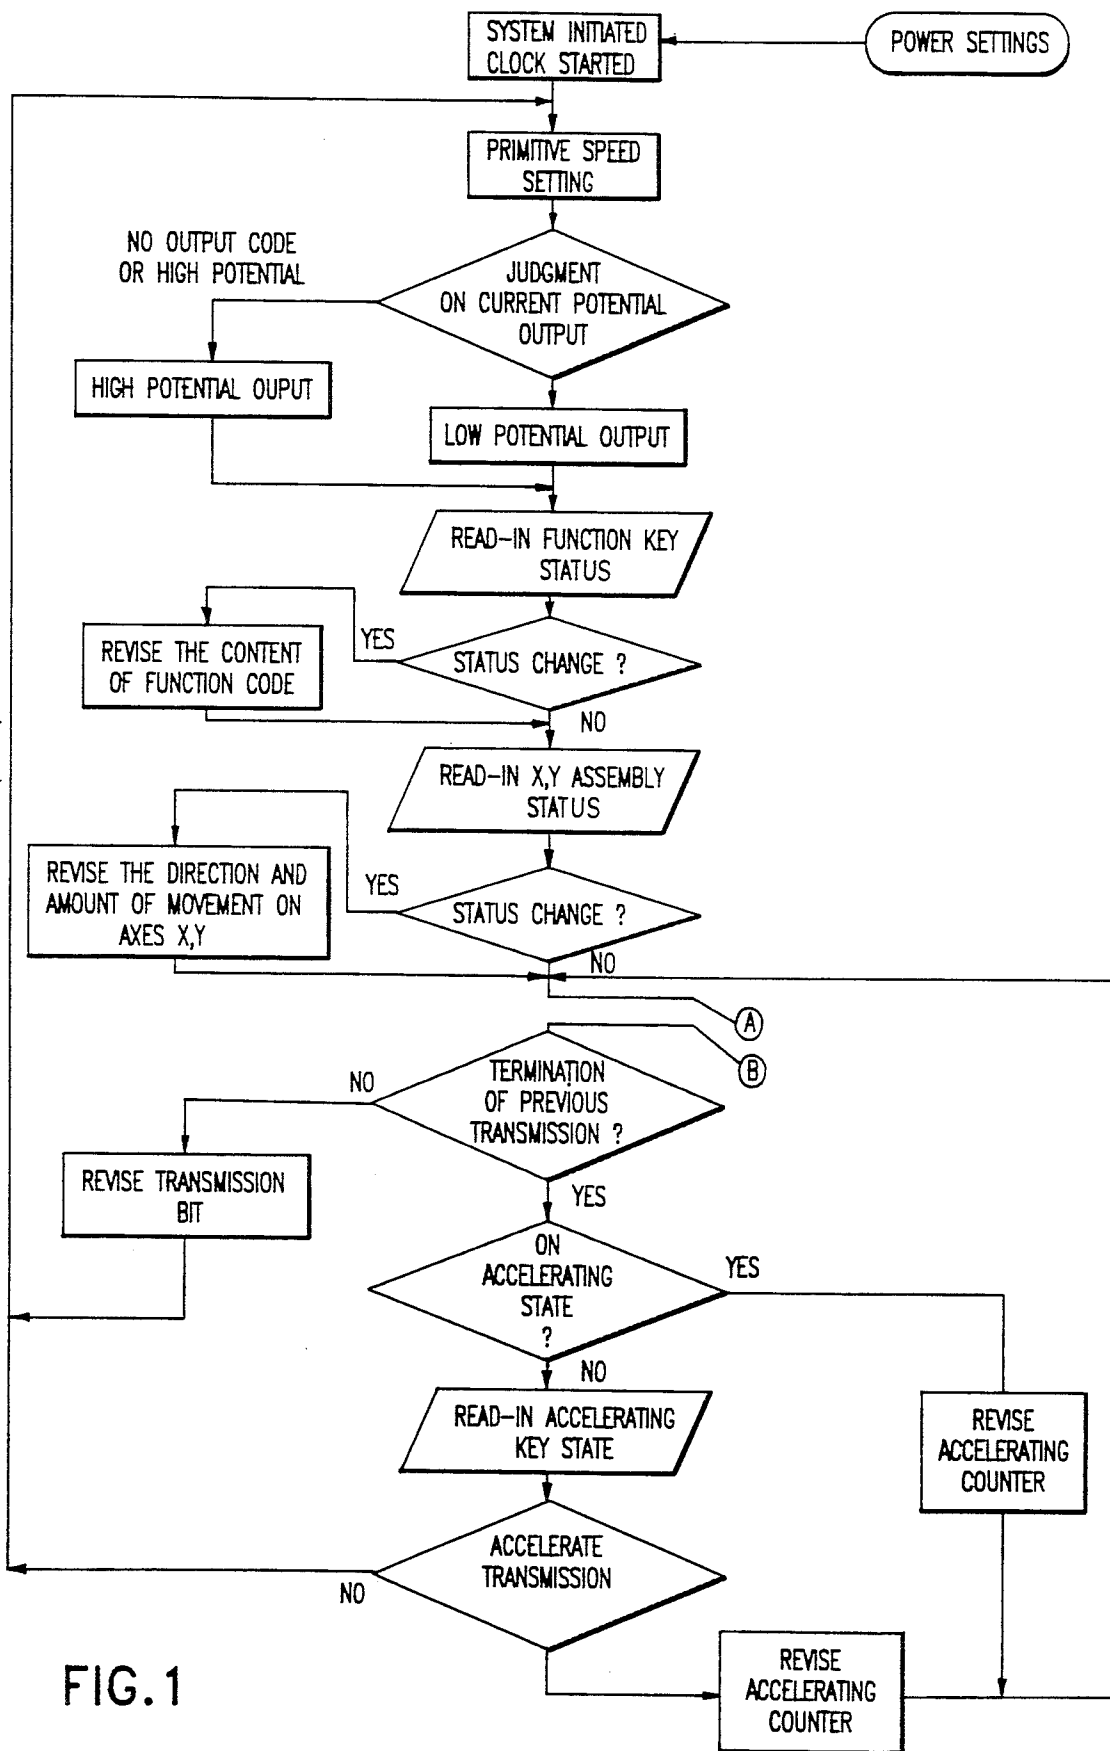 SYSTEM INITIATED
CLOCK STARTED
POWER SETTINGS
PRIMITIVE SPEED
SETTING
NO OUTPUT CODE
OR HIGH POTENTIAL
JUDGMENT
ON CURRENT POTENTIAL
OUTPUT
HIGH POTENTIAL OUPUT
LOW POTENTIAL OUTPUT
READ-IN FUNCTION KEY
STATUS
YES
STATUS CHANGE ?
REVISE THE CONTENT
OF FUNCTION CODE
NO
READ-IN X,Y ASSEMBLY
STATUS
YES
STATUS CHANGE ?
REVISE THE DIRECTION AND
AMOUNT OF MOVEMENT ON
AXES X,Y
NO
A
B
NO
TERMINATION
OF PREVIOUS
TRANSMISSION ?
REVISE TRANSMISSION
BIT
YES
ON
ACCELERATING
STATE
?
YES
NO
READ-IN ACCELERATING
KEY STATE
REVISE
ACCELERATING
COUNTER
ACCELERATE
TRANSMISSION
NO
REVISE
ACCELERATING
COUNTER
FIG.1